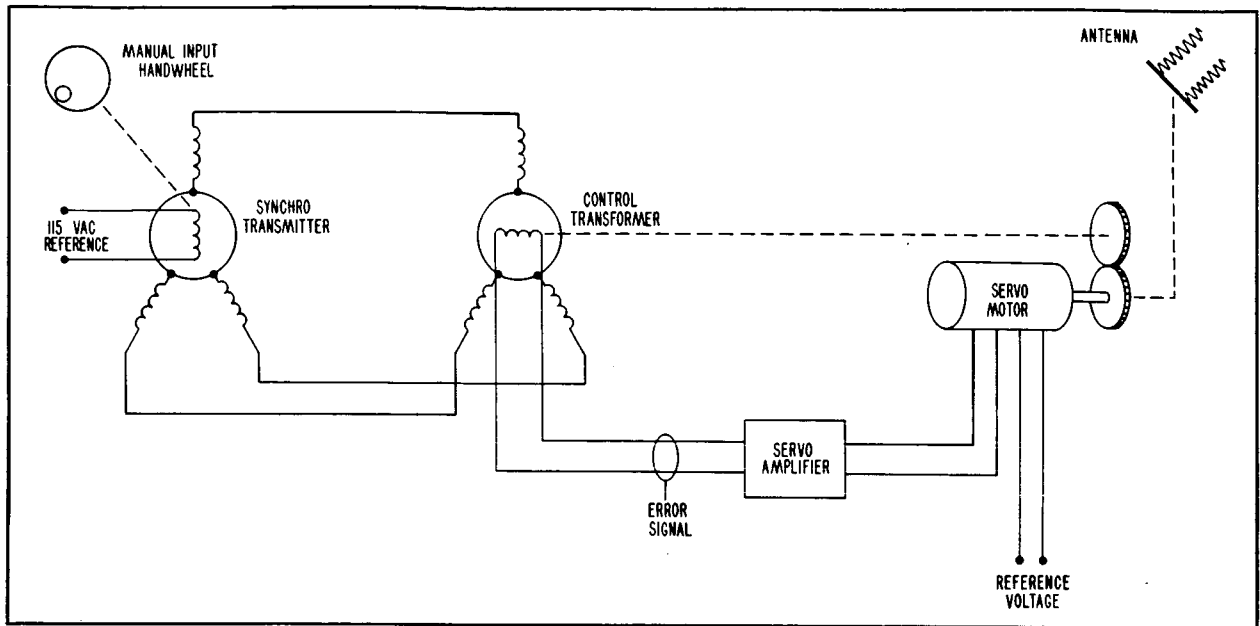 MANUAL INPUT
HANDWHEEL
ANTENNA
115 VAC
REFERENCE
SYNCHRO
TRANSMITTER
CONTROL
TRANSFORMER
SERVO
MOTOR
SERVO
AMPLIFIER
ERROR
SIGNAL
REFERENCE
VOLTAGE